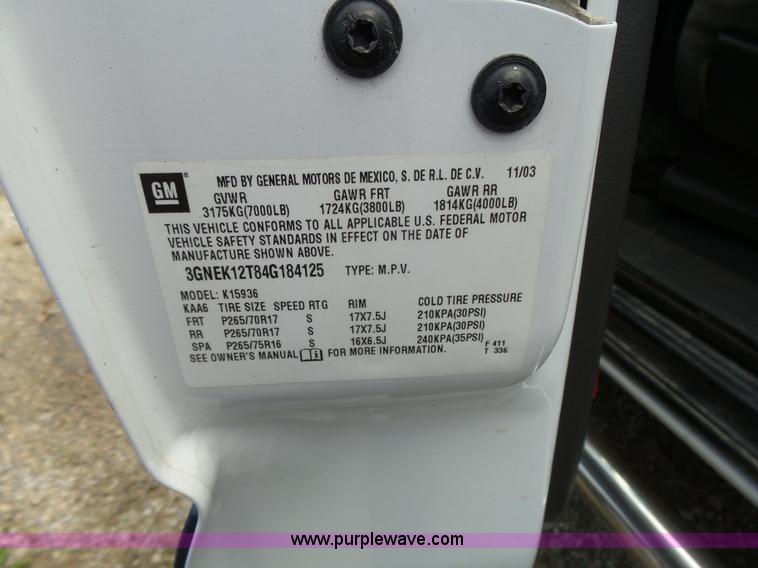 GM ® MFD BY GENERAL MOTORS DE MEXICO, S. DE R.L. DE C.V. 11/03
GVWR GAWR FRT GAWR RR
3175KG(7000LB) 1724KG(3800LB) 1814KG(4000LB)
THIS VEHICLE CONFORMS TO ALL APPLICABLE U.S. FEDERAL MOTOR
VEHICLE SAFETY STANDARDS IN EFFECT ON THE DATE OF
MANUFACTURE SHOWN ABOVE.
3GNEK12T84G184125 TYPE: M.P.V.
MODEL: K15936
KAA6 TIRE SIZE SPEED RTG RIM COLD TIRE PRESSURE
FRT P265/70R17 S 17X7.5J 210KPA(30PSI)
RR P265/70R17 S 17X7.5J 210KPA(30PSI)
SPA P265/75R16 S 16X6.5J 240KPA(35PSI) F 411
SEE OWNER'S MANUAL FOR MORE INFORMATION. T 336
www.purplewave.com